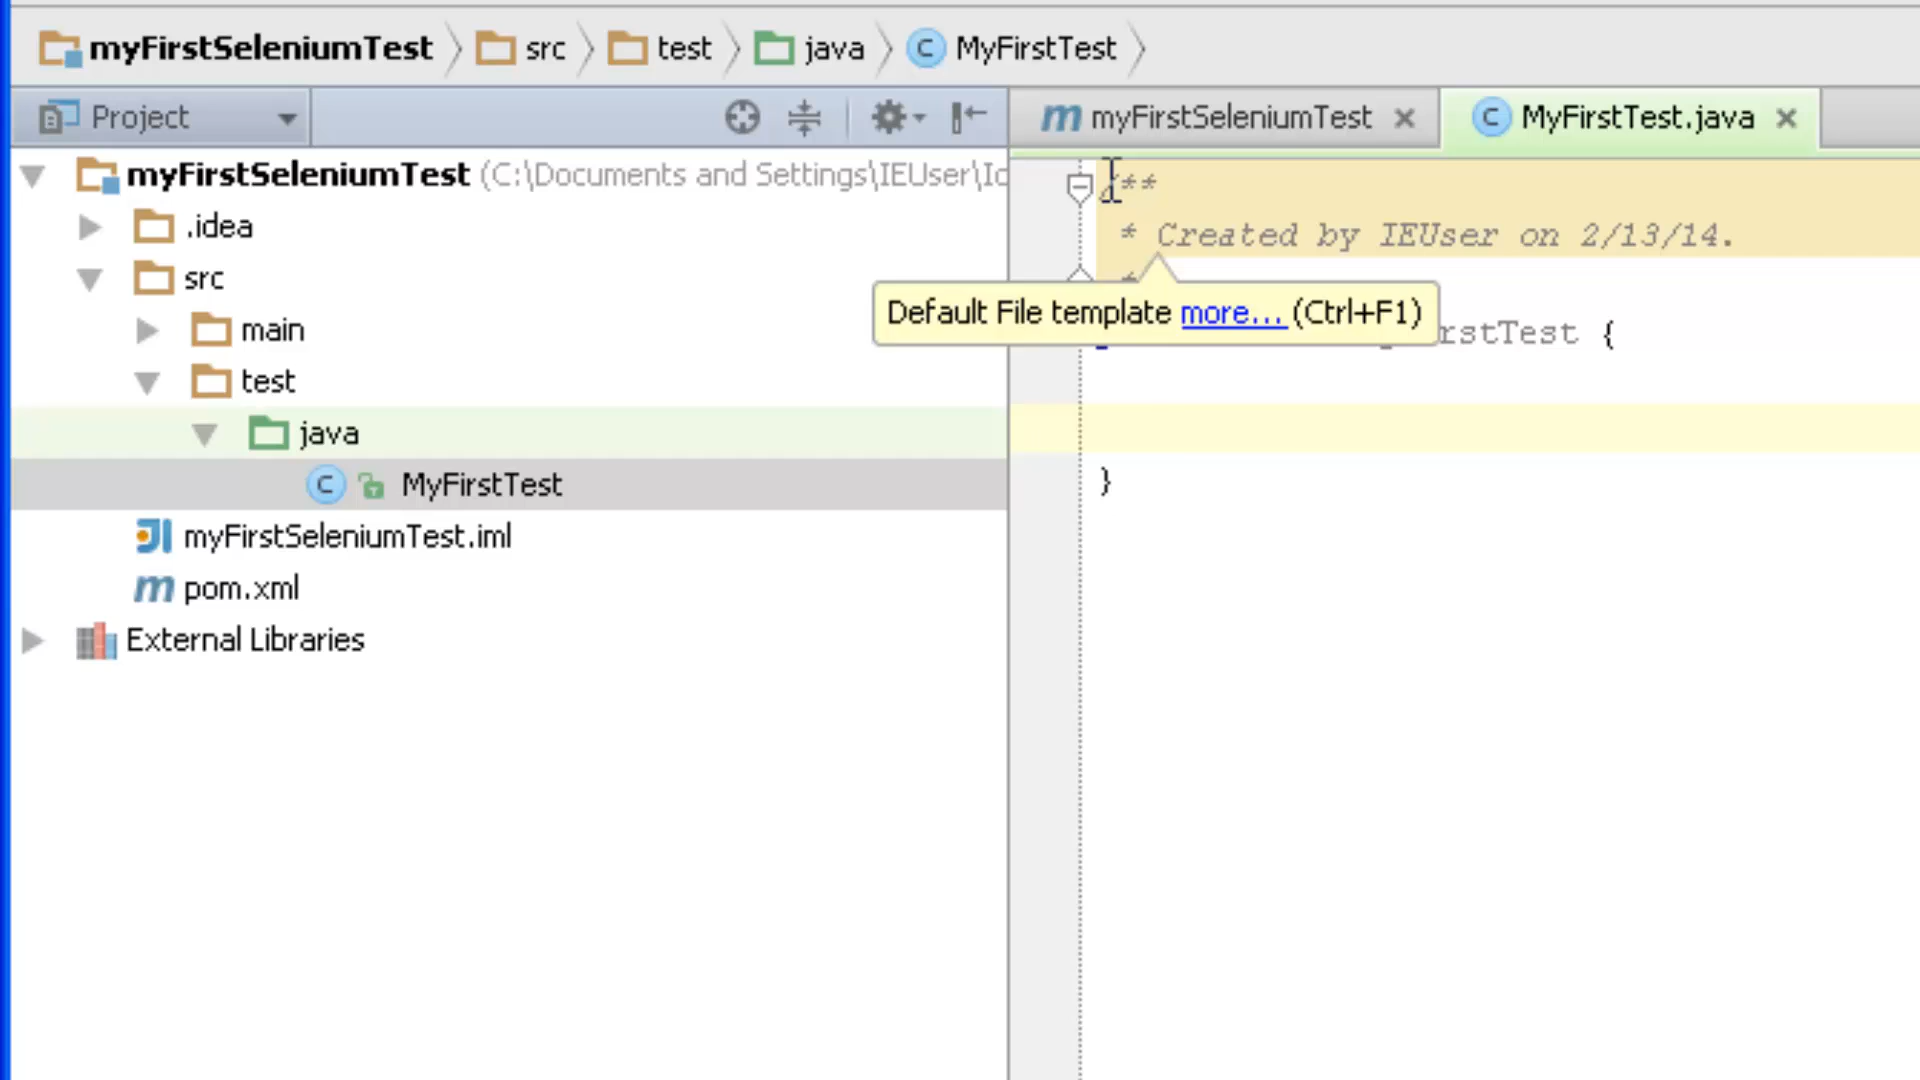 myFirstSeleniumTest src test java MyFirstTest
Project
myFirstSeleniumTest MyFirstTest.java
myFirstSeleniumTest (C:\Documents and Settings\IEUser\Id
.idea
src
main
test
java
MyFirstTest
myFirstSeleniumTest.iml
pom.xml
External Libraries
/**
* Created by IEUser on 2/13/14.
Default File template more... (Ctrl+F1)
rstTest {
}